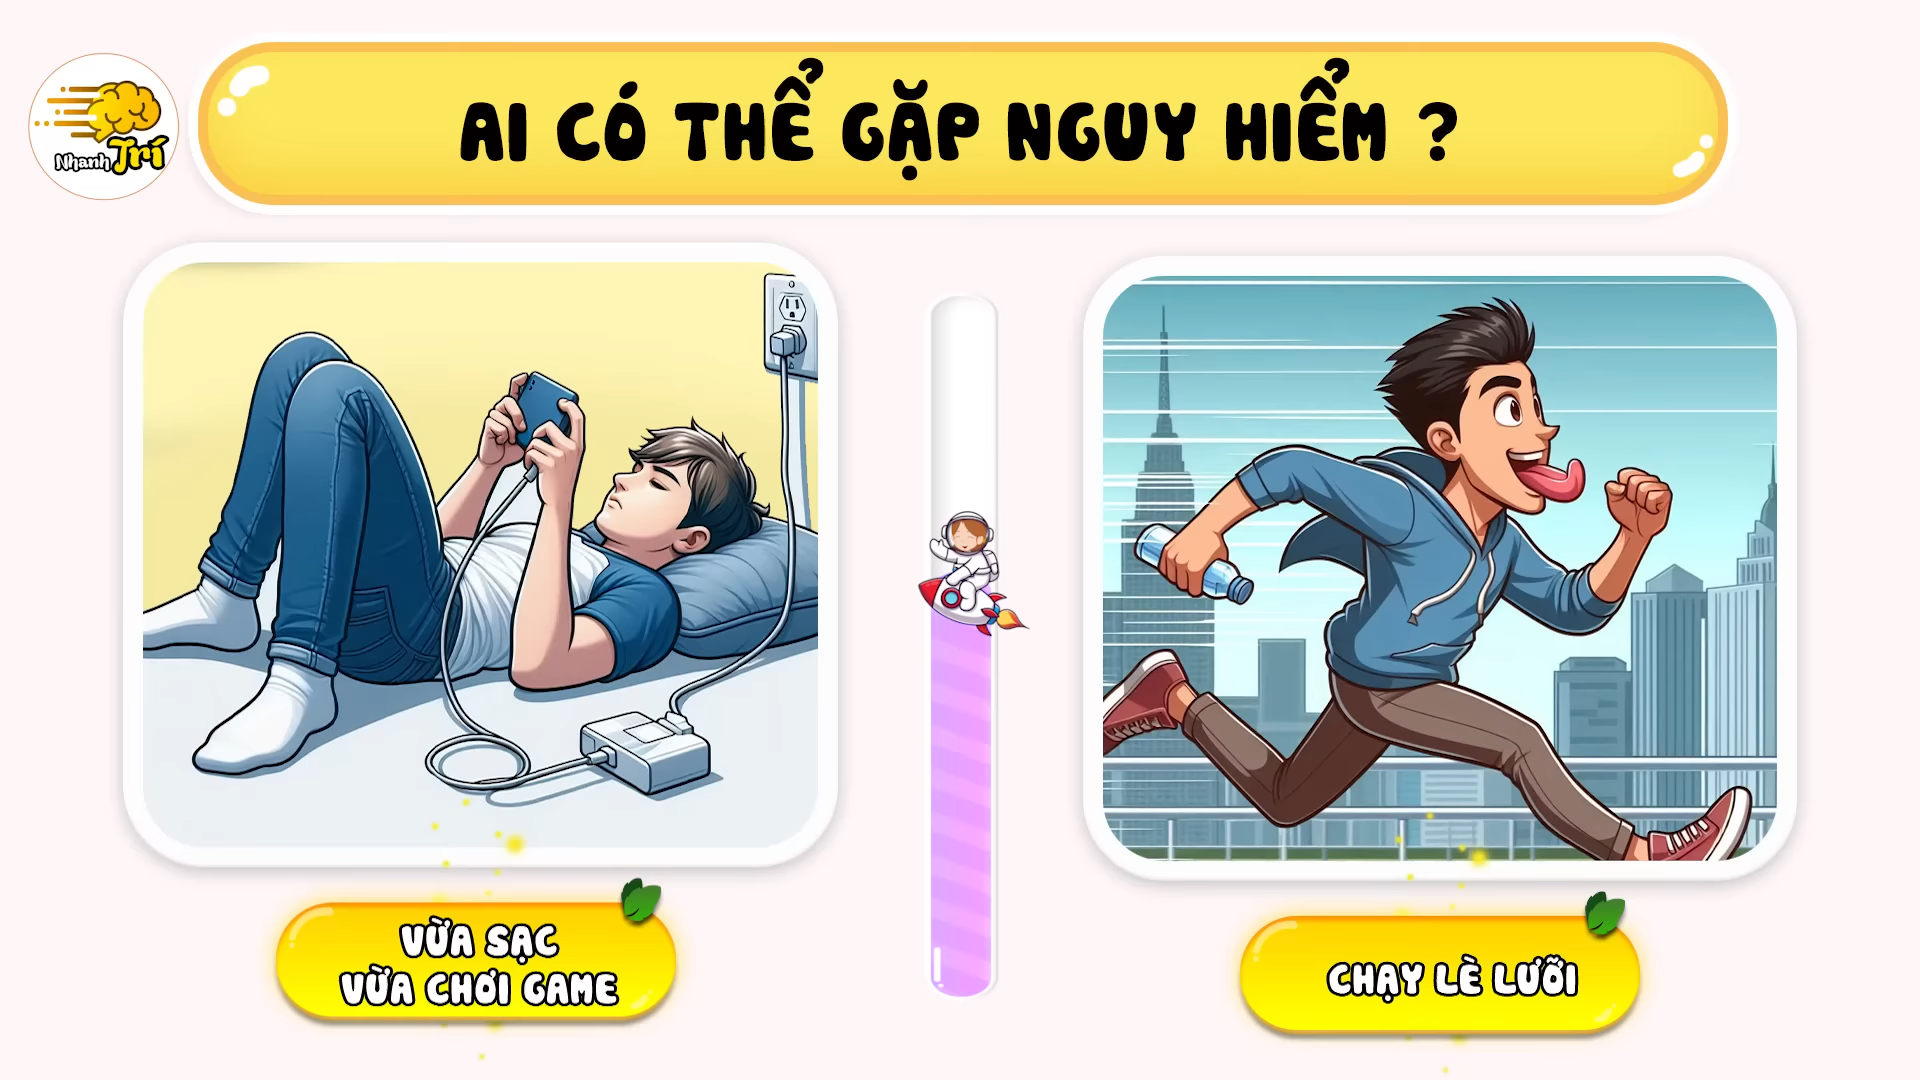 Nhanh Trí
AI CÓ THỂ GẶP NGUY HIỂM ?
VỪA SẠC
VỪA CHƠI GAME
CHẠY LÈ LƯỠI